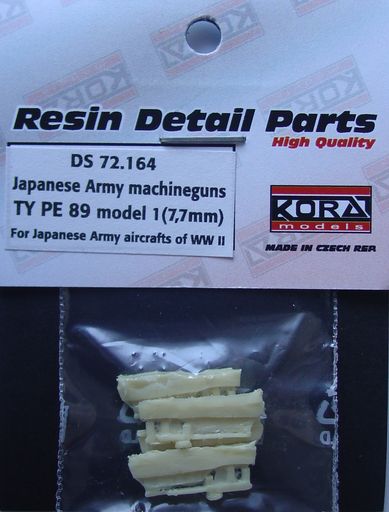 Resin Detail Parts
High Quality
DS 72.164
Japanese Army machineguns
TY PE 89 model 1(7,7mm)
For Japanese Army aircrafts of WW II
KORA
models
MADE IN CZECH REP.